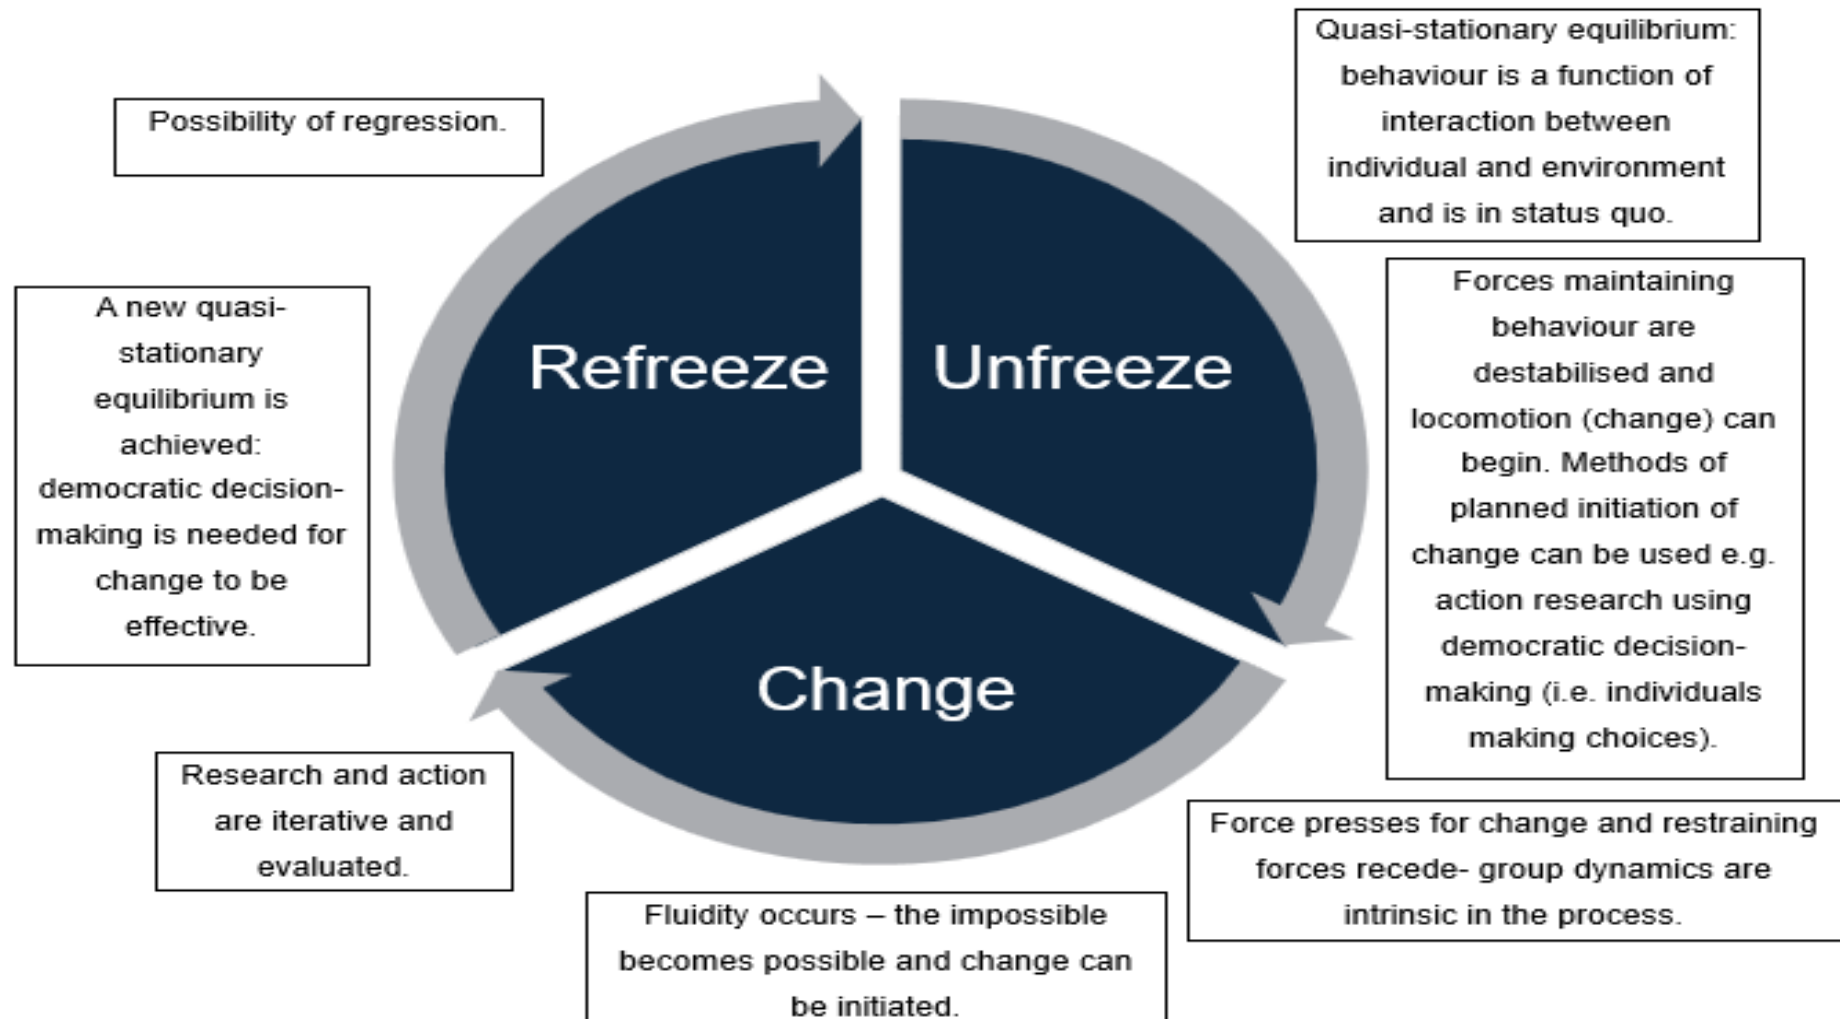 Quasi-stationary equilibrium:
behaviour is a function of
interaction between
individual and environment
and is in status quo.
Possibility of regression.
Forces maintaining
behaviour are
destabilised and
locomotion (change) can
begin. Methods of
planned initiation of
change can be used e.g.
action research using
democratic decision-
making (i.e. individuals
making choices).
A new quasi-
stationary
equilibrium is
achieved:
democratic decision-
making is needed for
change to be
effective.
Refreeze
Unfreeze
Change
Research and action
are iterative and
evaluated.
Force presses for change and restraining
forces recede- group dynamics are
intrinsic in the process.
Fluidity occurs – the impossible
becomes possible and change can
be initiated.